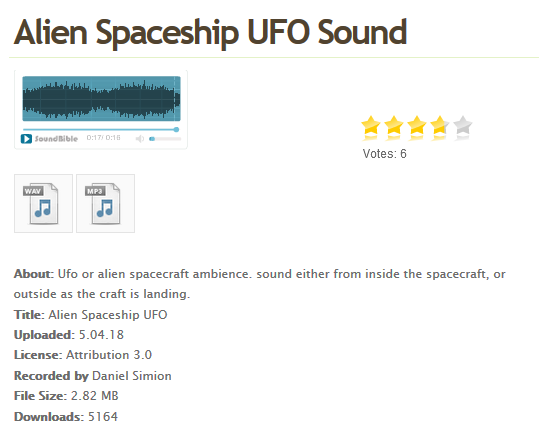 Alien Spaceship UFO Sound
SoundBible 0:17/ 0:16
Votes: 6
WAV MP3
About: Ufo or alien spacecraft ambience. sound either from inside the spacecraft, or
outside as the craft is landing.
Title: Alien Spaceship UFO
Uploaded: 5.04.18
License: Attribution 3.0
Recorded by Daniel Simion
File Size: 2.82 MB
Downloads: 5164